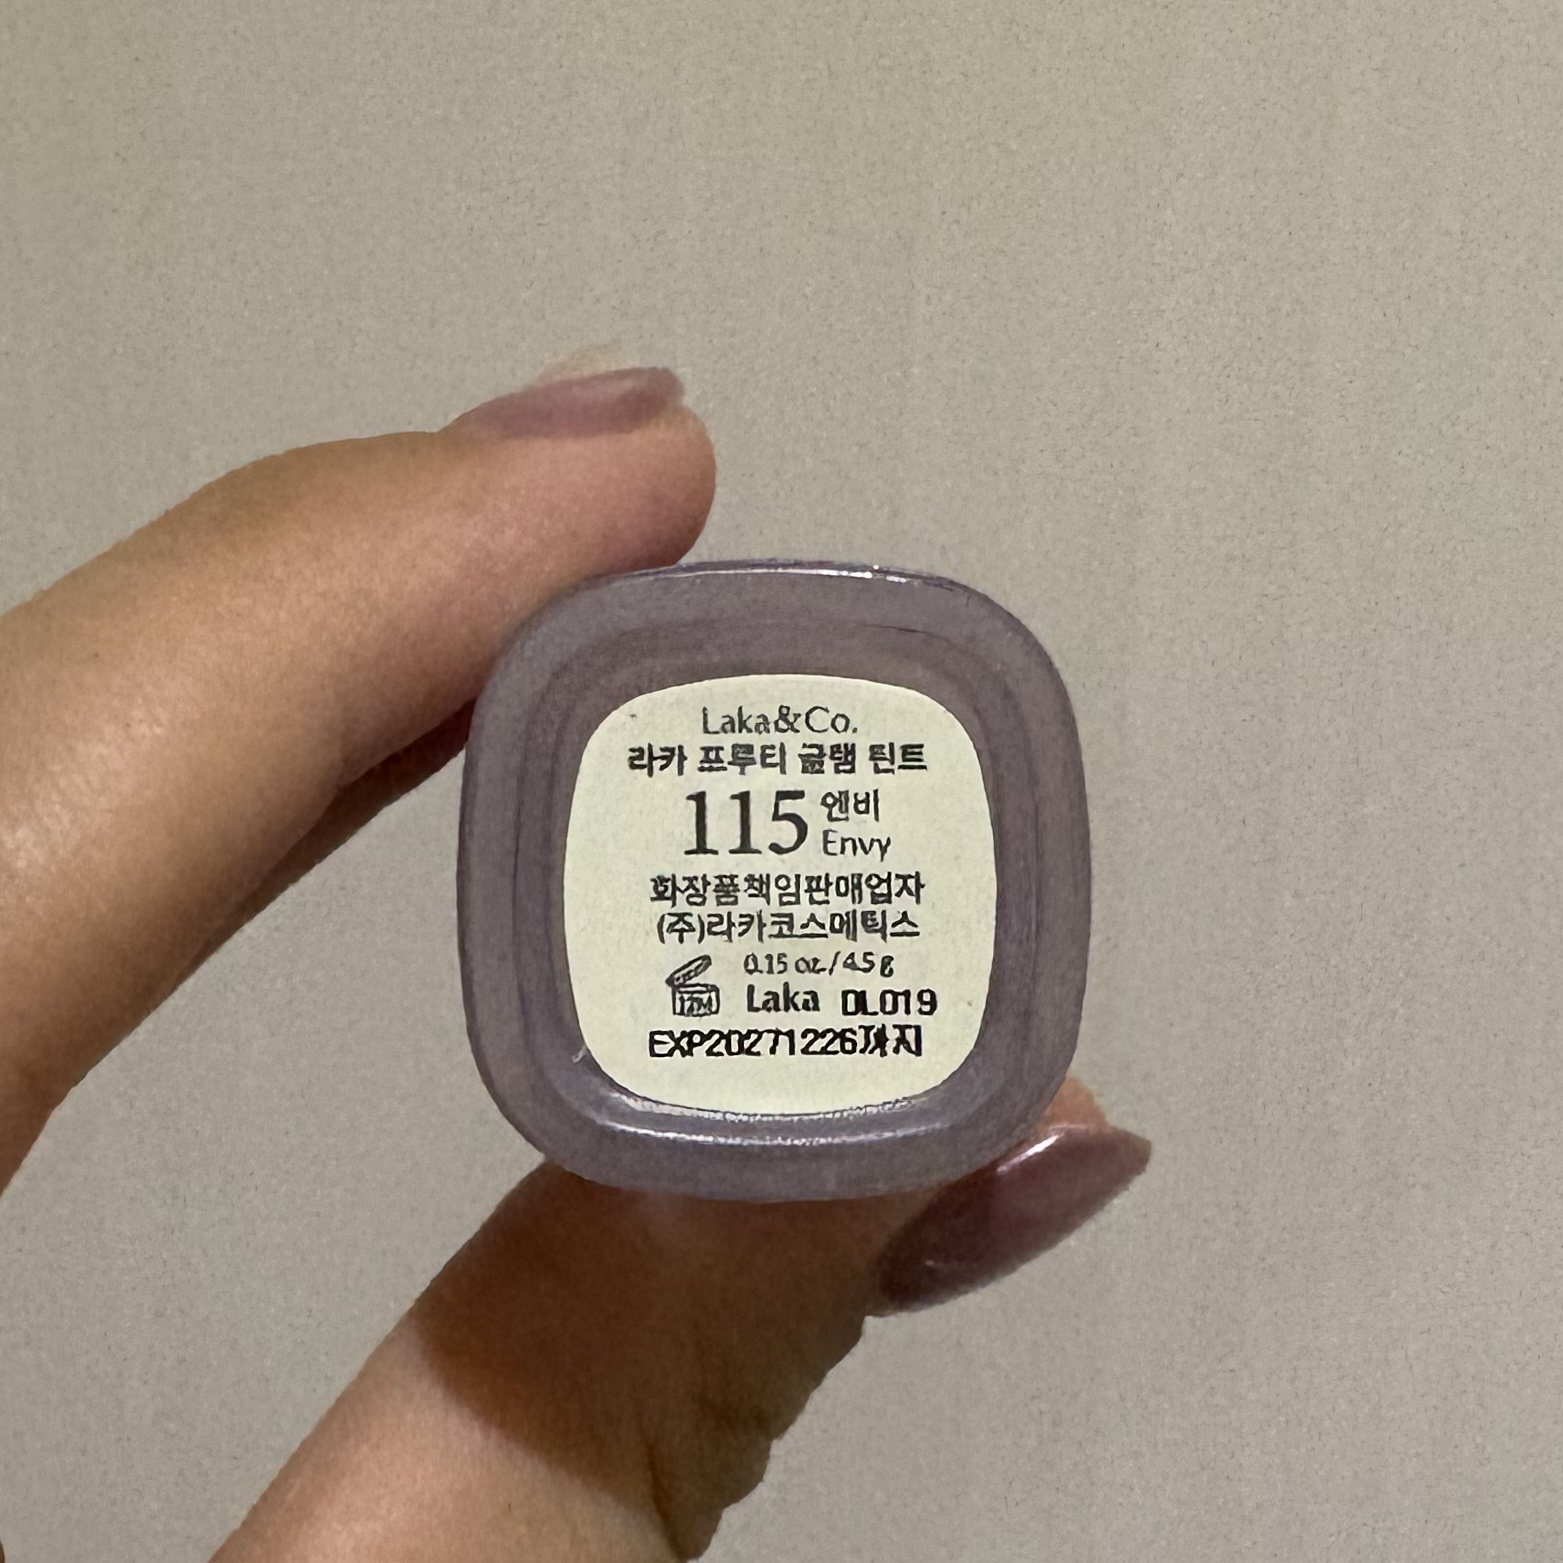 Laka&Co.
라카 프루티 글램 틴트
115 엔비
Envy
화장품책임판매업자
(주)라카코스메틱스
0.15 oz./4.5 g
12M Laka DL019
EXP20271226까지